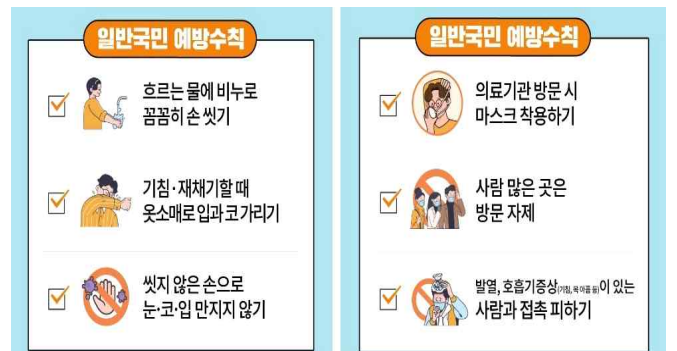 일반국민 예방수칙
흐르는 물에 비누로
꼼꼼히 손 씻기
기침·재채기할 때
옷소매로 입과 코 가리기
씻지 않은 손으로
눈·코·입 만지지 않기
일반국민 예방수칙
의료기관 방문 시
마스크 착용하기
사람 많은 곳은
방문 자제
발열, 호흡기증상(기침, 목아픔 등)이 있는
사람과 접촉 피하기